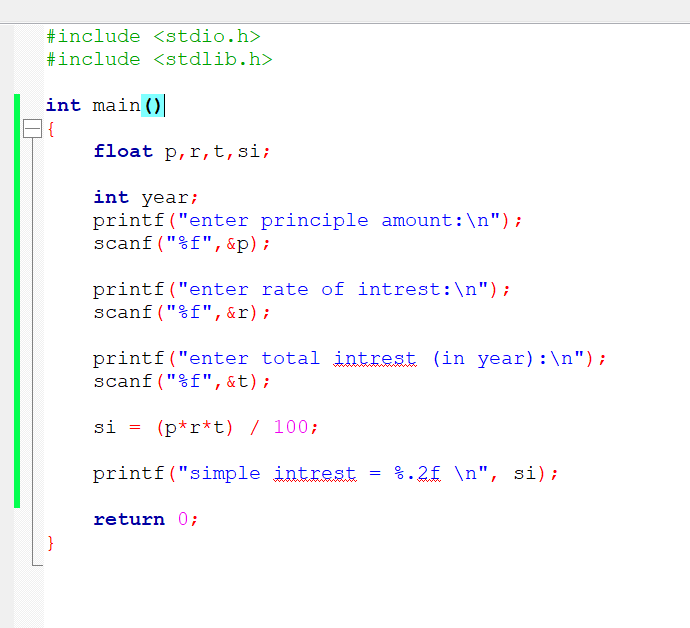 #include <stdio.h>
#include <stdlib.h>
int main()
{
float p,r,t,si;
int year;
printf("enter principle amount:\n");
scanf("%f",&p);
printf("enter rate of intrest:\n");
scanf("%f",&r);
printf("enter total intrest (in year):\n");
scanf("%f",&t);
si = (p*r*t) / 100;
printf("simple intrest = %.2f \n", si);
return 0;
}